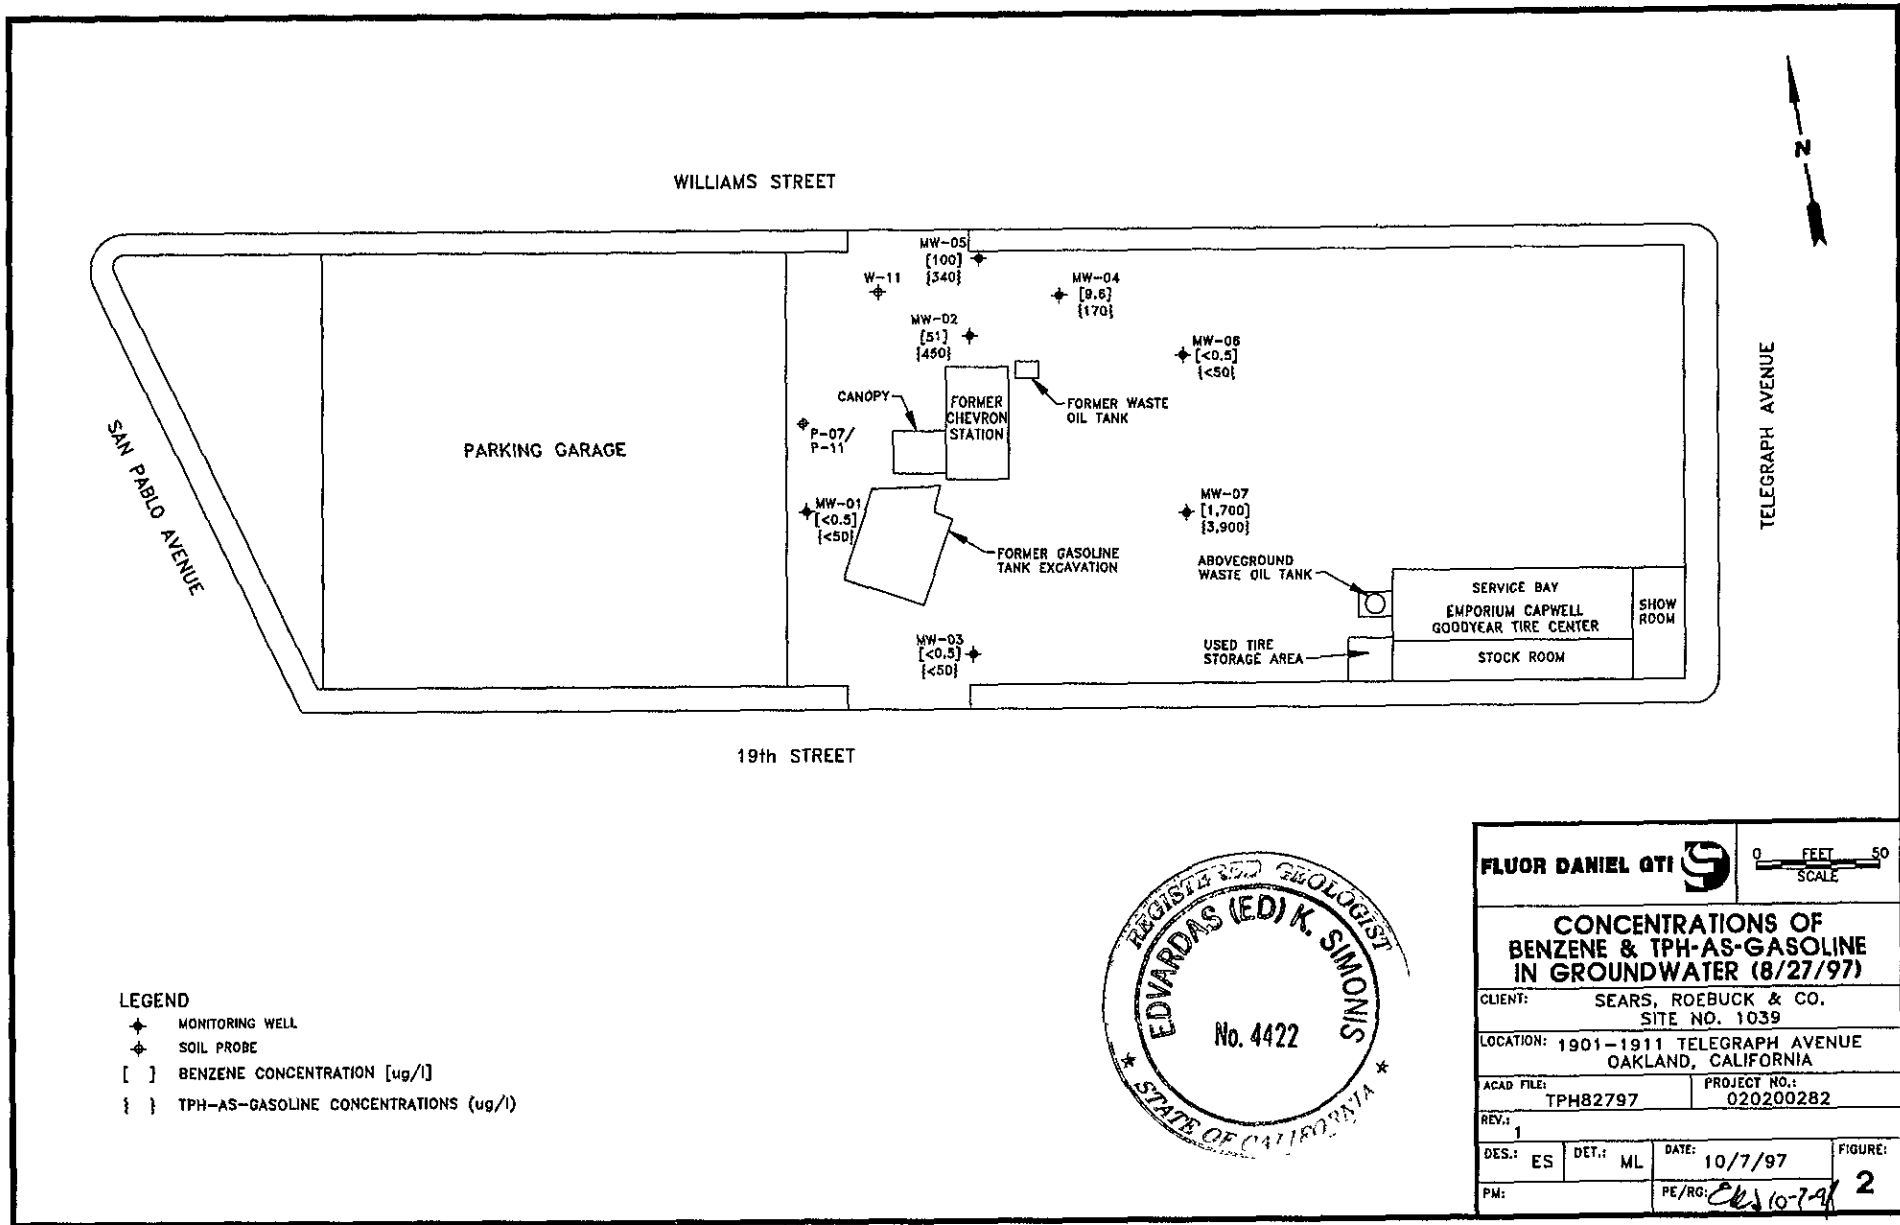 N
WILLIAMS STREET
MW-05
[100]
{340}
W-11
MW-04
[9.6]
{170}
MW-02
[51]
{450}
MW-06
[<0.5]
{<50}
CANOPY
FORMER
CHEVRON
STATION
FORMER WASTE
OIL TANK
TELEGRAPH AVENUE
SAN PABLO AVENUE
PARKING GARAGE
P-07/
P-11
MW-01
[<0.5]
{<50}
MW-07
[1,700]
{3,900}
FORMER GASOLINE
TANK EXCAVATION
ABOVEGROUND
WASTE OIL TANK
SERVICE BAY
EMPORIUM CAPWELL
GOODYEAR TIRE CENTER
SHOW
ROOM
MW-03
[<0.5]
{<50}
USED TIRE
STORAGE AREA
STOCK ROOM
19th STREET
LEGEND
MONITORING WELL
SOIL PROBE
[ ] BENZENE CONCENTRATION [ug/l]
{ } TPH-AS-GASOLINE CONCENTRATIONS (ug/l)
REGISTERED GEOLOGIST
EDVARDAS (ED) K. SIMONIS
No. 4422
★ STATE OF CALIFORNIA ★
FLUOR DANIEL GTI
0 FEET 50
SCALE
CONCENTRATIONS OF
BENZENE & TPH-AS-GASOLINE
IN GROUNDWATER (8/27/97)
CLIENT: SEARS, ROEBUCK & CO.
SITE NO. 1039
LOCATION: 1901-1911 TELEGRAPH AVENUE
OAKLAND, CALIFORNIA
ACAD FILE: TPH82797
PROJECT NO.: 020200282
REV.: 1
DES.: ES
DET.: ML
DATE: 10/7/97
FIGURE: 2
PM:
PE/RG: EKS 10-7-97